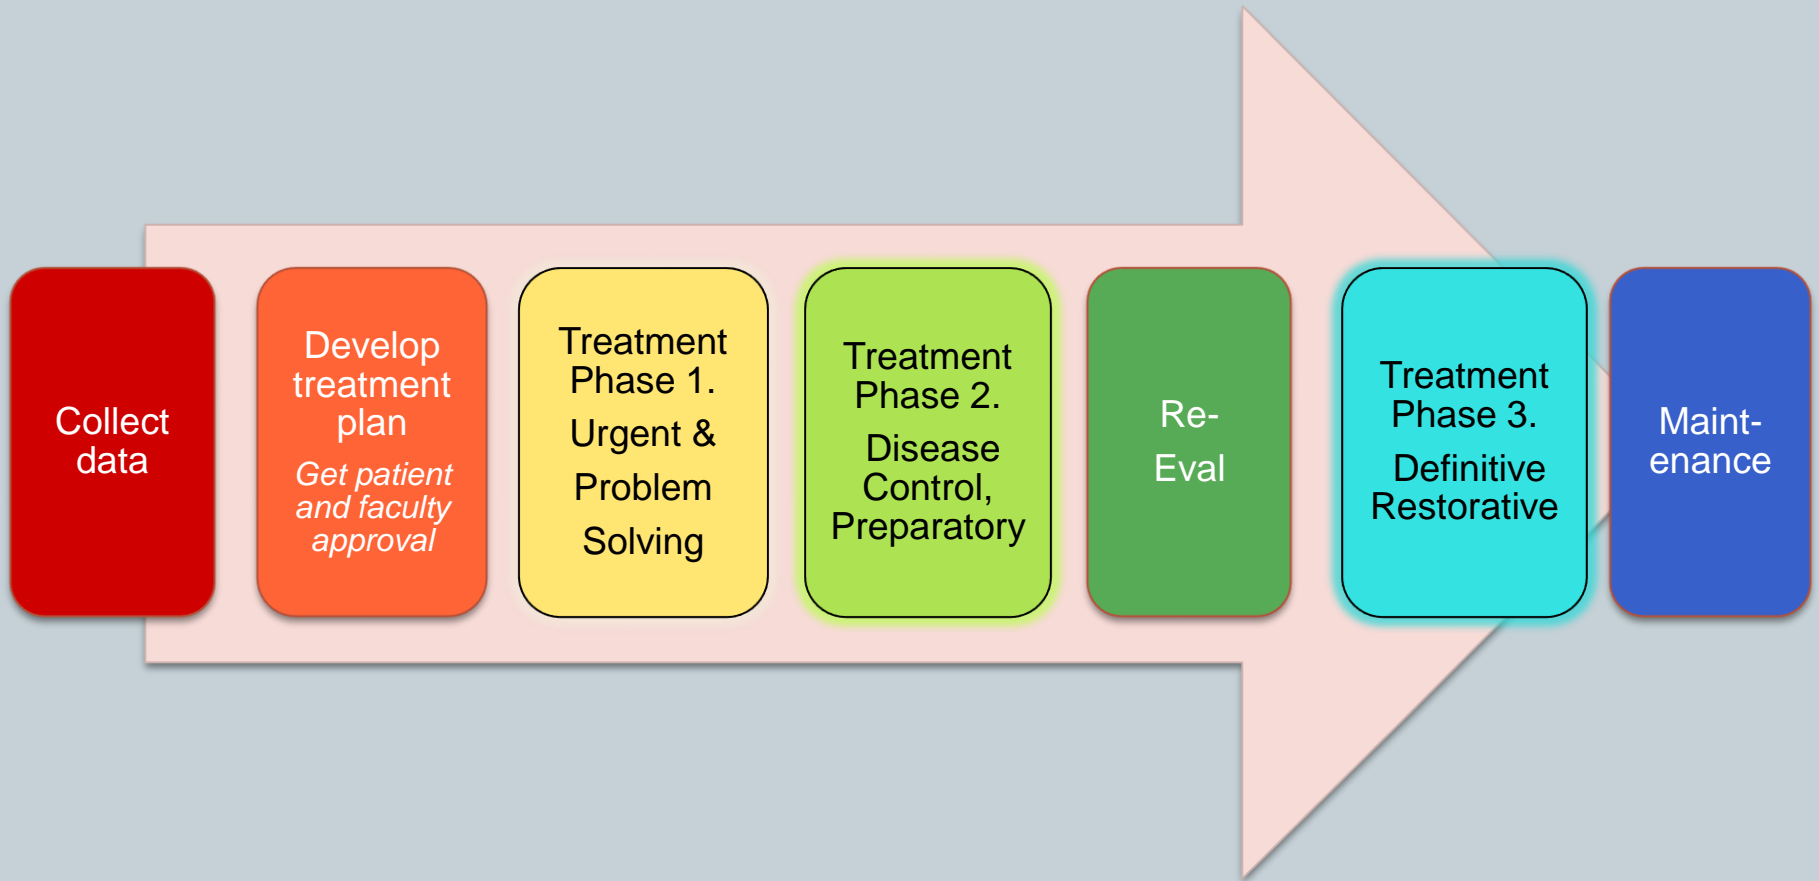 Collect
data
Develop
treatment
plan
Get patient
and faculty
approval
Treatment
Phase 1.
Urgent &
Problem
Solving
Treatment
Phase 2.
Disease
Control,
Preparatory
Re-
Eval
Treatment
Phase 3.
Definitive
Restorative
Maint-
enance